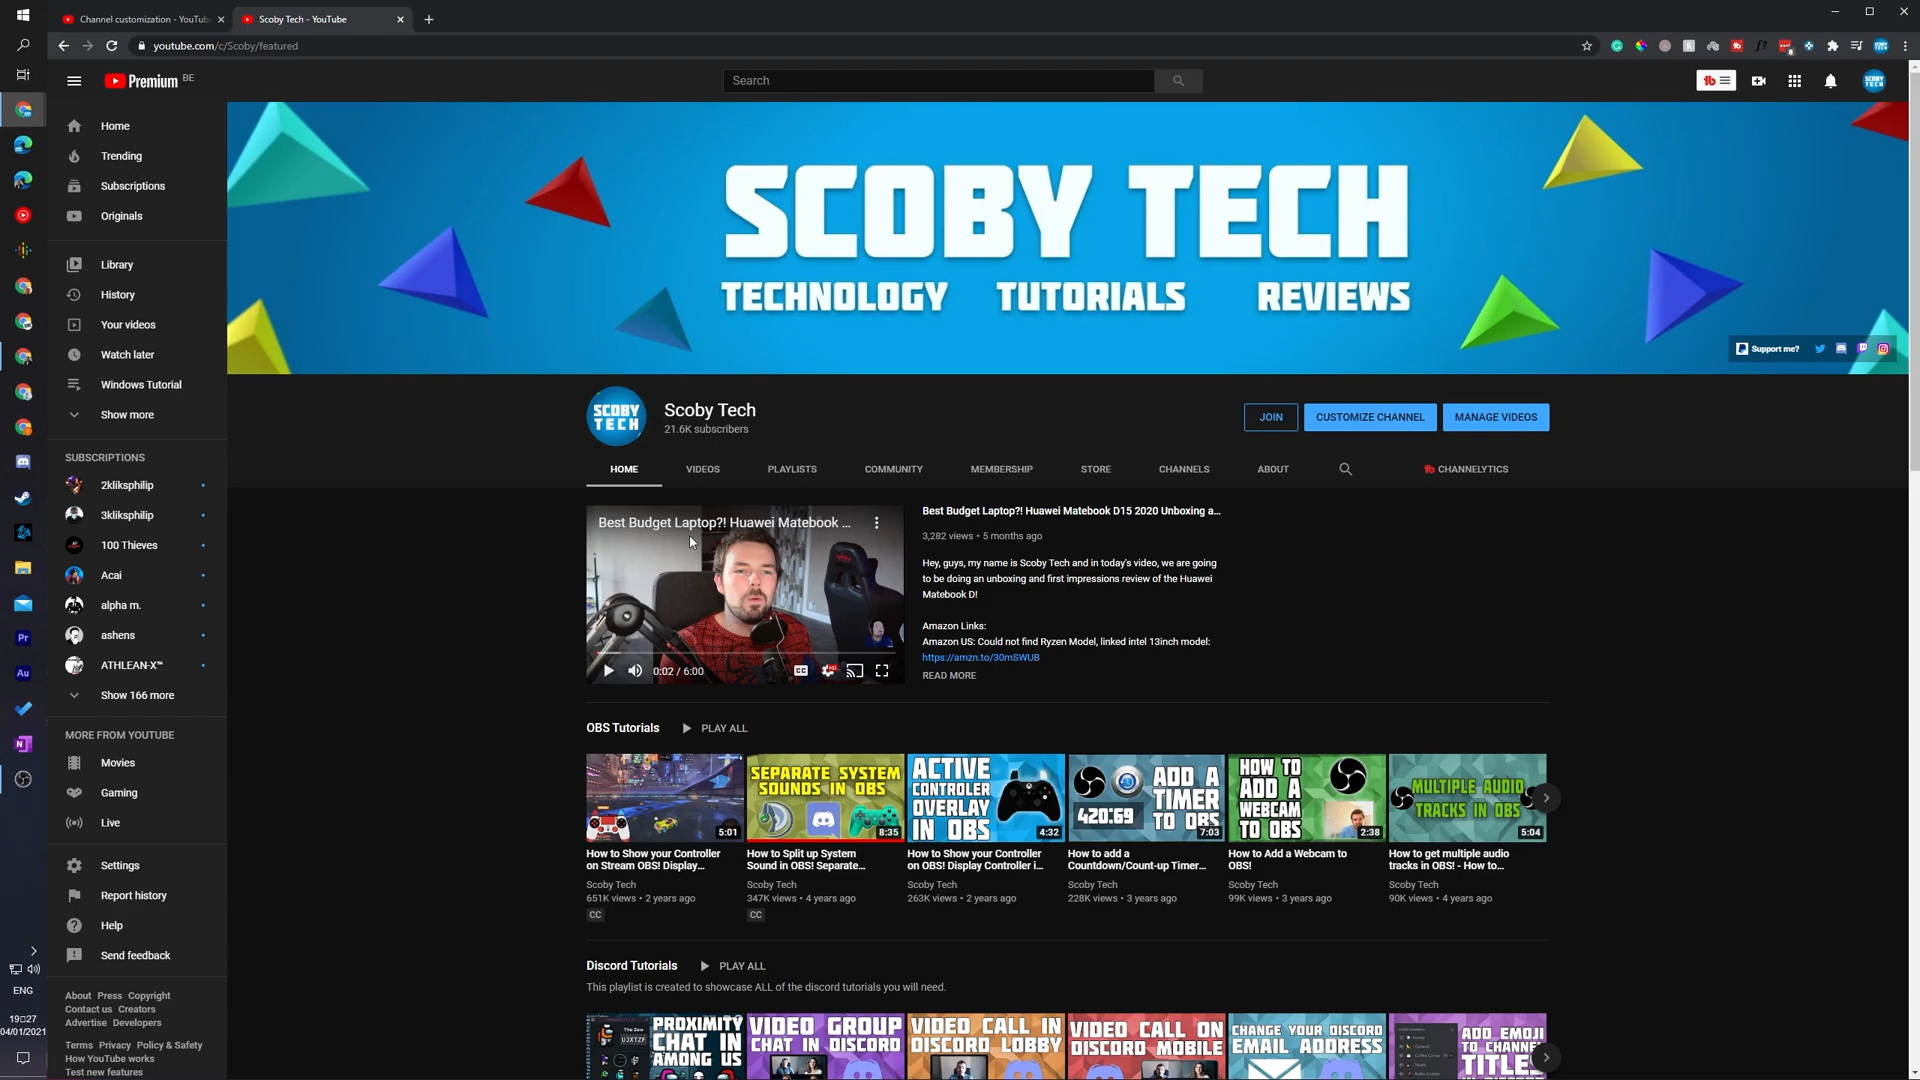 Channel customization - YouTub
Scoby Tech - YouTube
youtube.com/c/Scoby/featured
Premium BE
Search
Home
Trending
Subscriptions
Originals
Library
History
Your videos
Watch later
Windows Tutorial
Show more
SUBSCRIPTIONS
2kliksphilip
3kliksphilip
100 Thieves
Acai
alpha m.
ashens
ATHLEAN-X™
Show 166 more
MORE FROM YOUTUBE
Movies
Gaming
Live
Settings
Report history
Help
Send feedback
About Press Copyright
Contact us Creators
Advertise Developers
Terms Privacy Policy & Safety
How YouTube works
Test new features
ENG
19:27
04/01/2021
SCOBY TECH
TECHNOLOGY TUTORIALS REVIEWS
Support me?
SCOBY
TECH
Scoby Tech
21.6K subscribers
JOIN
CUSTOMIZE CHANNEL
MANAGE VIDEOS
HOME VIDEOS PLAYLISTS COMMUNITY MEMBERSHIP STORE CHANNELS ABOUT CHANNELYTICS
Best Budget Laptop?! Huawei Matebook ...
0:02 / 6:00
Best Budget Laptop?! Huawei Matebook D15 2020 Unboxing a...
3,282 views • 5 months ago
Hey, guys, my name is Scoby Tech and in today's video, we are going
to be doing an unboxing and first impressions review of the Huawei
Matebook D!
Amazon Links:
Amazon US: Could not find Ryzen Model, linked intel 13inch model:
https://amzn.to/30mSWUB
READ MORE
OBS Tutorials PLAY ALL
5:01
SEPARATE SYSTEM
SOUNDS IN OBS
8:35
ACTIVE
CONTROLER
OVERLAY
IN OBS
4:32
ADD A
TIMER
TO OBS
420:69
7:03
HOW TO
ADD A
WEBCAM
TO OBS
2:38
MULTIPLE AUDIO
TRACKS IN OBS
5:04
How to Show your Controller
on Stream OBS! Display...
Scoby Tech
651K views • 2 years ago
CC
How to Split up System
Sound in OBS! Separate...
Scoby Tech
347K views • 4 years ago
CC
How to Show your Controller
on OBS! Display Controller i...
Scoby Tech
263K views • 2 years ago
How to add a
Countdown/Count-up Timer...
Scoby Tech
228K views • 3 years ago
How to Add a Webcam to
OBS!
Scoby Tech
99K views • 3 years ago
How to get multiple audio
tracks in OBS! - How to...
Scoby Tech
90K views • 4 years ago
Discord Tutorials PLAY ALL
This playlist is created to showcase ALL of the discord tutorials you will need.
PROXIMITY
CHAT IN
AMONG US
VIDEO GROUP
CHAT IN DISCORD
VIDEO CALL IN
DISCORD LOBBY
VIDEO CALL ON
DISCORD MOBILE
CHANGE YOUR DISCORD
EMAIL ADDRESS
ADD EMOJI
TO CHANNEL
TITLES